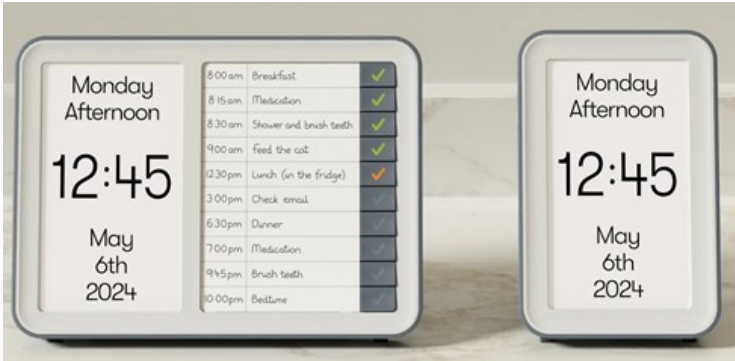 Monday
Afternoon
12:45
May
6th
2024
8:00am Breakfast
8:15am Medication
8:30am Shower and brush teeth
9:00am Feed the cat
12:30pm Lunch (in the fridge)
3:00pm Check email
6:30pm Dinner
7:00pm Medication
9:45pm Brush teeth
10:00pm Bedtime
Monday
Afternoon
12:45
May
6th
2024